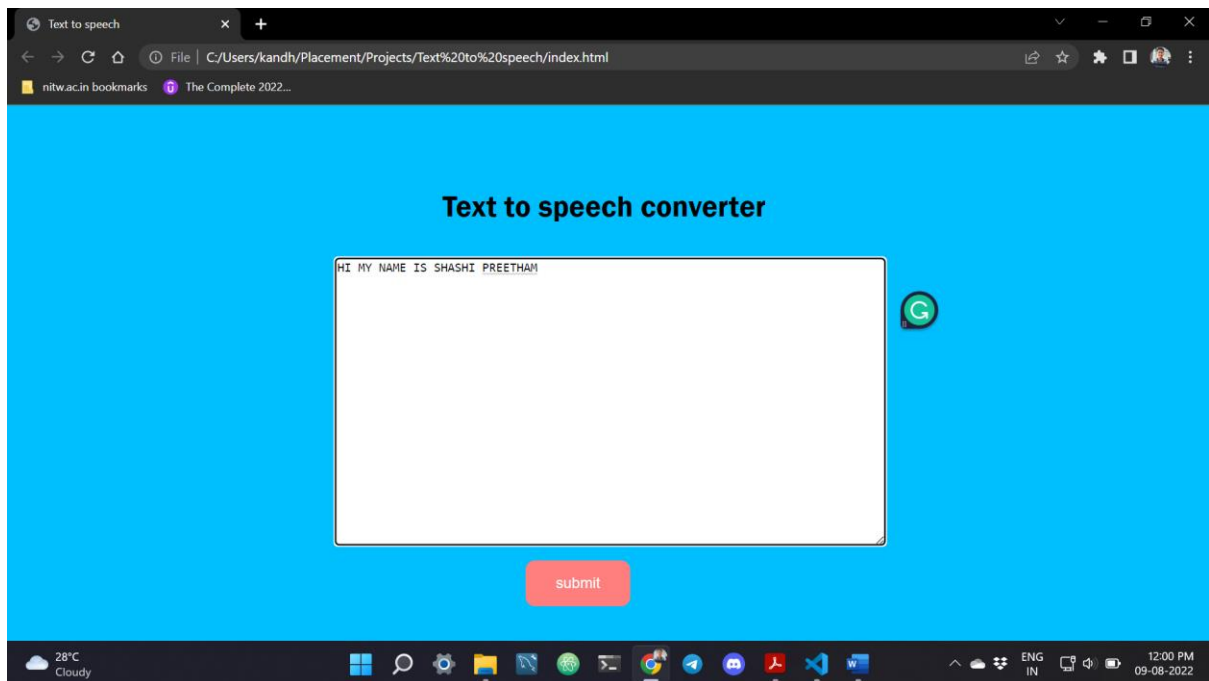 Text to speech
File | C:/Users/kandh/Placement/Projects/Text%20to%20speech/index.html
nitw.ac.in bookmarks The Complete 2022...
Text to speech converter
HI MY NAME IS SHASHI PREETHAM
submit
28°C
Cloudy
ENG
IN
12:00 PM
09-08-2022